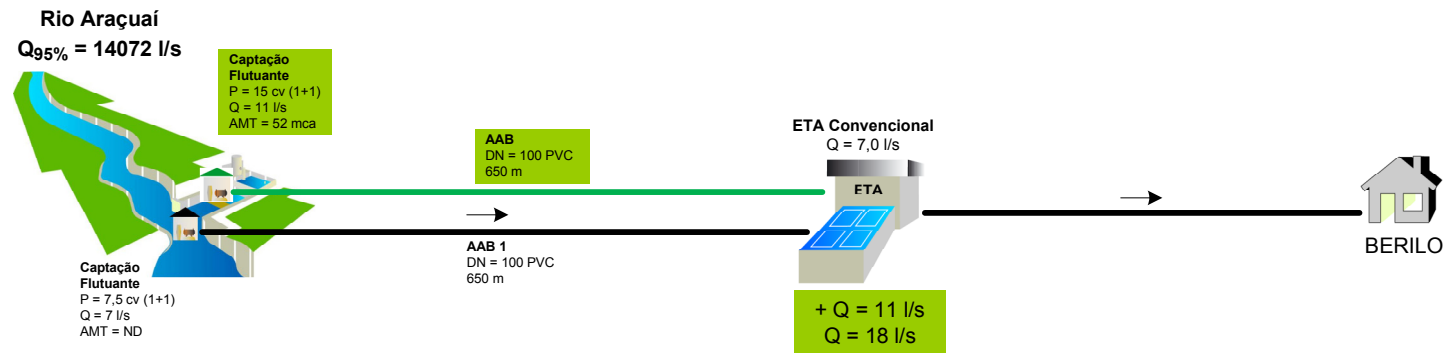 Rio Araçuaí
Q95% = 14072 l/s
Captação
Flutuante
P = 15 cv (1+1)
Q = 11 l/s
AMT = 52 mca
AAB
DN = 100 PVC
650 m
ETA Convencional
Q = 7,0 l/s
ETA
AAB 1
DN = 100 PVC
650 m
BERILO
Captação
Flutuante
P = 7,5 cv (1+1)
Q = 7 l/s
AMT = ND
+ Q = 11 l/s
Q = 18 l/s